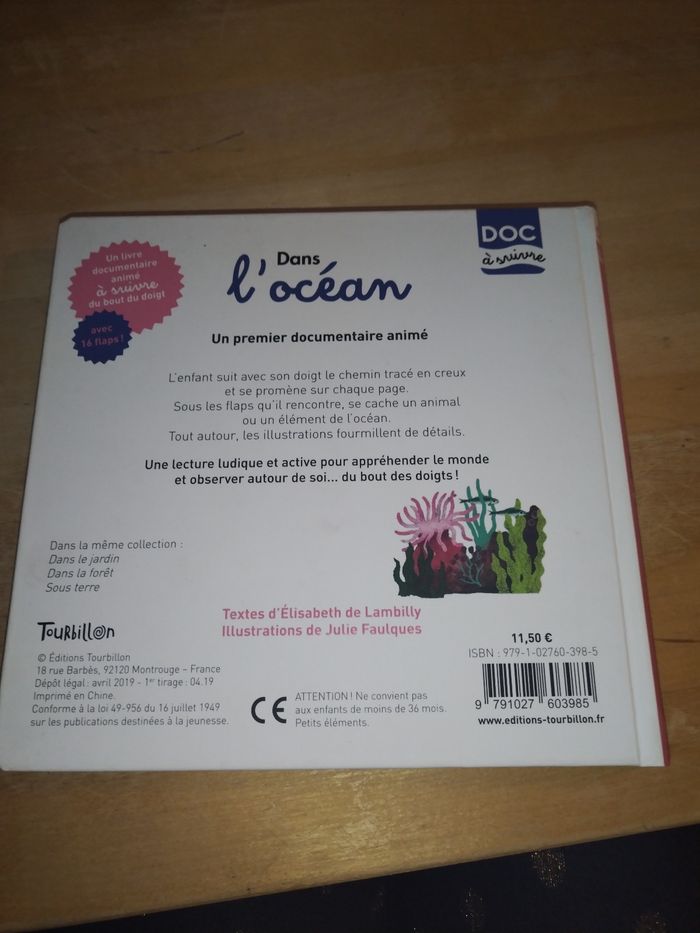 Un livre
documentaire
animé
à suivre
du bout du doigt
avec
16 flaps !
DOC
à suivre
Dans
l'océan
Un premier documentaire animé
L'enfant suit avec son doigt le chemin tracé en creux
et se promène sur chaque page.
Sous les flaps qu'il rencontre, se cache un animal
ou un élément de l'océan.
Tout autour, les illustrations fourmillent de détails.
Une lecture ludique et active pour appréhender le monde
et observer autour de soi... du bout des doigts !
Dans la même collection :
Dans le jardin
Dans la forêt
Sous terre
Textes d'Élisabeth de Lambilly
Illustrations de Julie Faulques
TOURBILLON
© Éditions Tourbillon
18 rue Barbès, 92120 Montrouge – France
Dépôt légal : avril 2019 - 1er tirage : 04.19
Imprimé en Chine.
Conforme à la loi 49-956 du 16 juillet 1949
sur les publications destinées à la jeunesse.
CE
ATTENTION ! Ne convient pas
aux enfants de moins de 36 mois.
Petits éléments.
11,50 €
ISBN : 979-1-02760-398-5
9 791027 603985
www.editions-tourbillon.fr